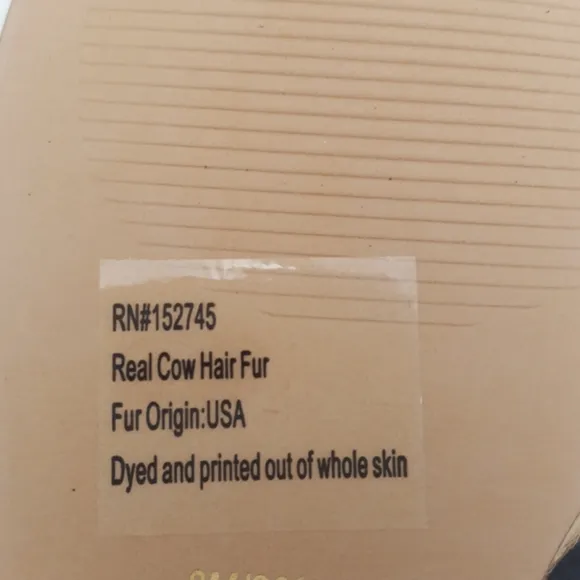 RN#152745
Real Cow Hair Fur
Fur Origin:USA
Dyed and printed out of whole skin